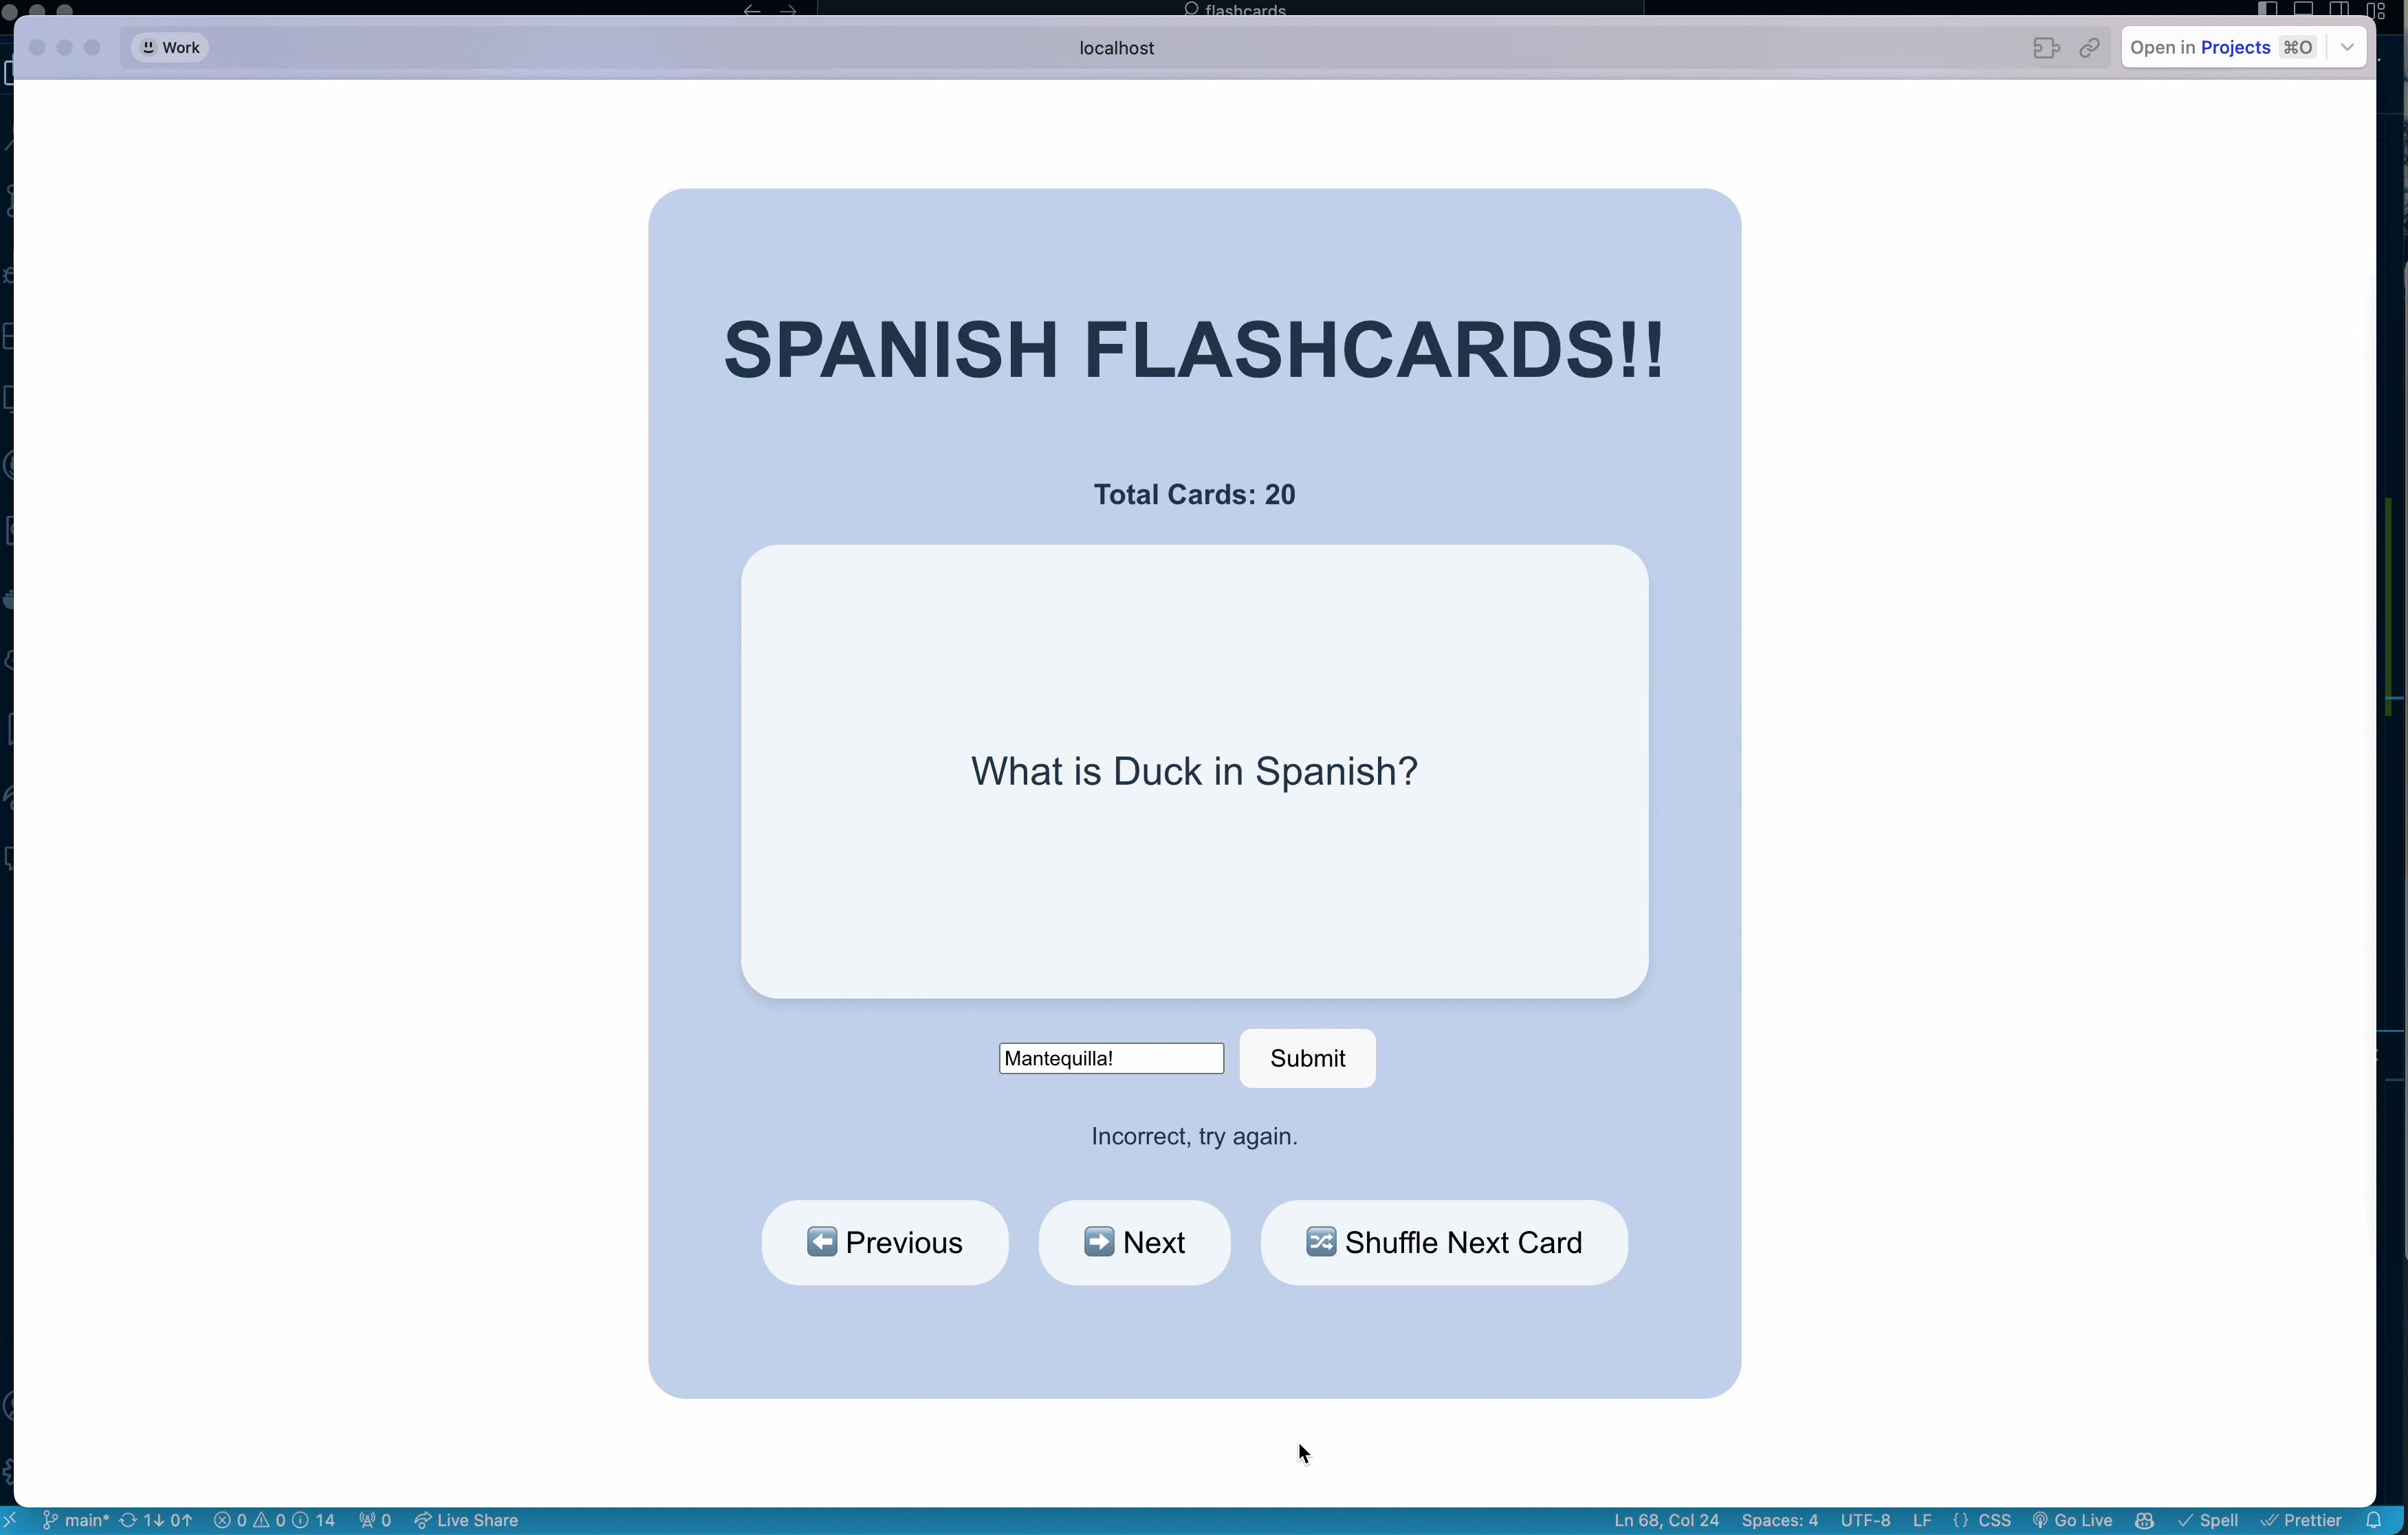 flashcards
Work
localhost
Open in Projects ⌘O
SPANISH FLASHCARDS!!
Total Cards: 20
What is Duck in Spanish?
Mantequilla!
Submit
Incorrect, try again.
⬅️ Previous
➡️ Next
🔀 Shuffle Next Card
main* 1↓ 0↑ 0 0 14 0 Live Share
Ln 68, Col 24 Spaces: 4 UTF-8 LF {} CSS Go Live Spell Prettier